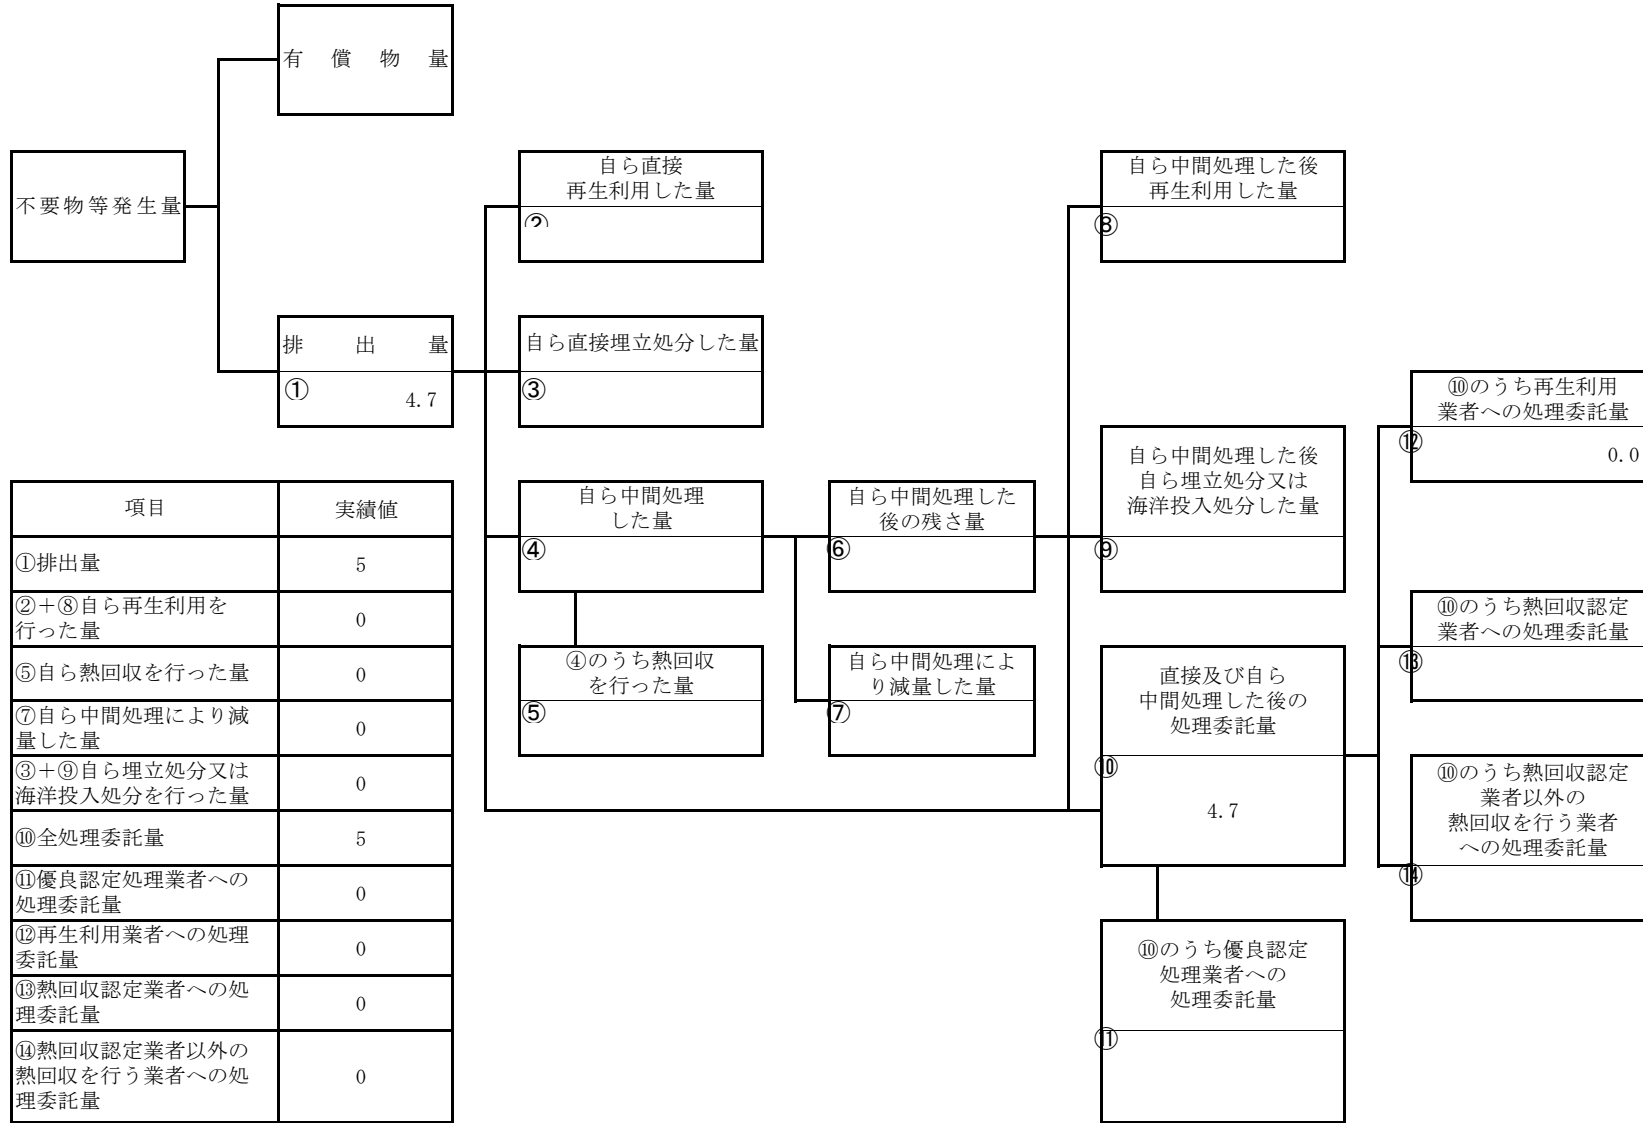 有償物量
不要物等発生量
自ら直接
再生利用した量
②
自ら中間処理した後
再生利用した量
⑧
排出量
①
4.7
自ら直接埋立処分した量
③
⑩のうち再生利用
業者への処理委託量
⑫
0.0
自ら中間処理した後
自ら埋立処分又は
海洋投入処分した量
⑨
自ら中間処理
した量
④
自ら中間処理した
後の残さ量
⑥
④のうち熱回収
を行った量
⑤
自ら中間処理によ
り減量した量
⑦
直接及び自ら
中間処理した後の
処理委託量
⑩
4.7
⑩のうち熱回収認定
業者への処理委託量
⑬
⑩のうち熱回収認定
業者以外の
熱回収を行う業者
への処理委託量
⑭
⑩のうち優良認定
処理業者への
処理委託量
⑪
項目 実績値
①排出量 5
②＋⑧自ら再生利用を
行った量 0
⑤自ら熱回収を行った量 0
⑦自ら中間処理により減
量した量 0
③＋⑨自ら埋立処分又は
海洋投入処分を行った量 0
⑩全処理委託量 5
⑪優良認定処理業者への
処理委託量 0
⑫再生利用業者への処理
委託量 0
⑬熱回収認定業者への処
理委託量 0
⑭熱回収認定業者以外の
熱回収を行う業者への処 0
理委託量